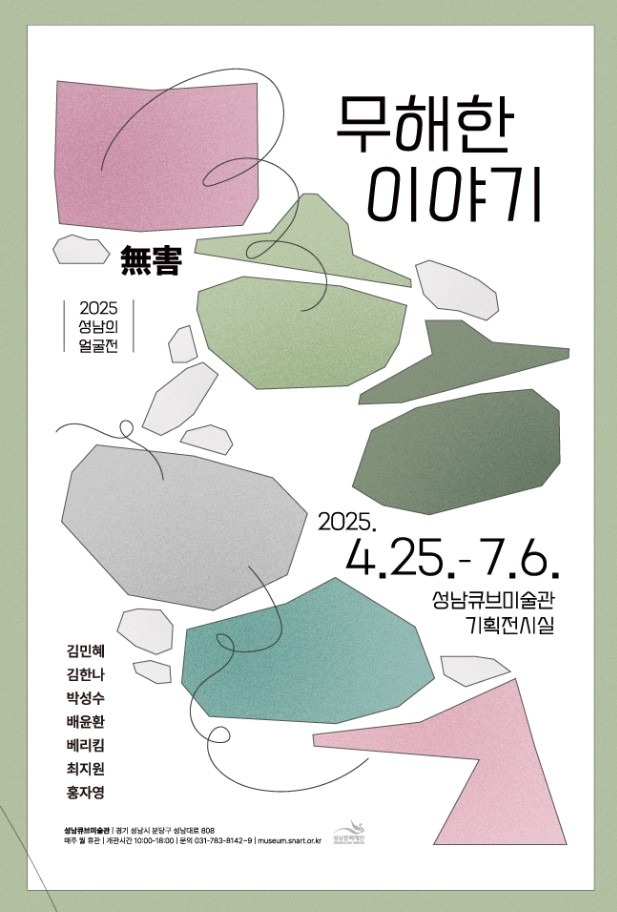 무해한
이야기
無害
2025
성남의
얼굴전
2025.
4.25.-7.6.
성남큐브미술관
기획전시실
김민혜
김한나
박성수
배윤환
베리킴
최지원
홍자영
성남큐브미술관 | 경기 성남시 분당구 성남대로 808
매주 월 휴관 | 개관시간 10:00-18:00 | 문의 031-783-8142~9 | museum.snart.or.kr
성남문화재단